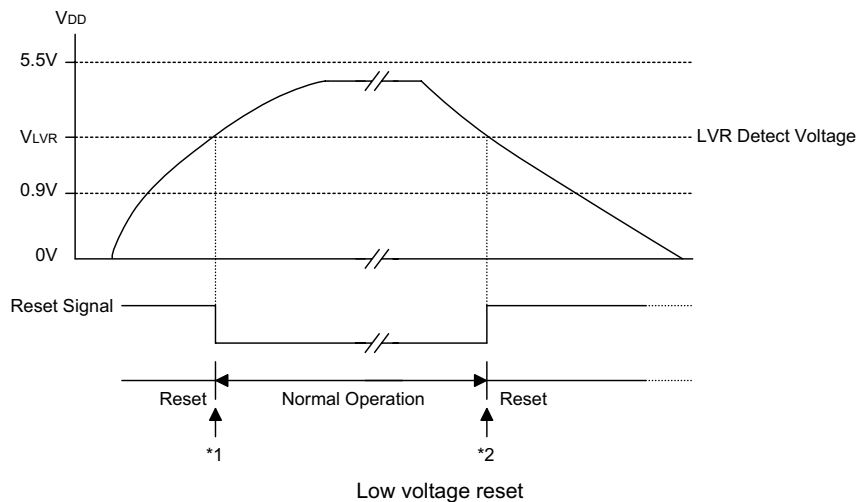 VDD
5.5V
VLVR
LVR Detect Voltage
0.9V
0V
Reset Signal
Reset
Normal Operation
Reset
*1
*2
Low voltage reset